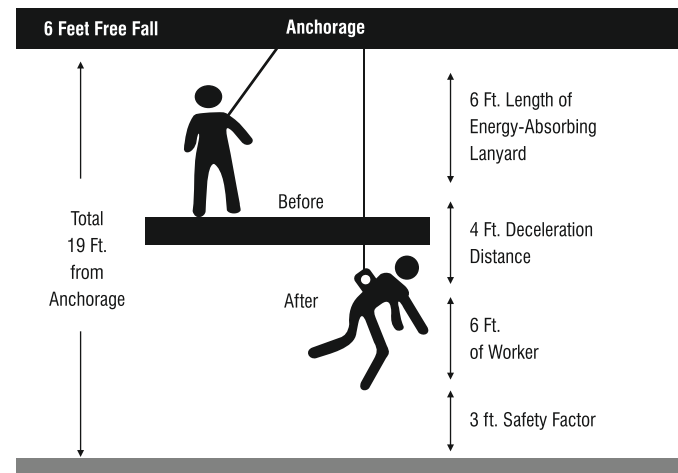 6 Feet Free Fall
Anchorage
6 Ft. Length of
Energy-Absorbing
Lanyard
Before
Total
19 Ft.
from
Anchorage
4 Ft. Deceleration
Distance
After
6 Ft.
of Worker
3 ft. Safety Factor